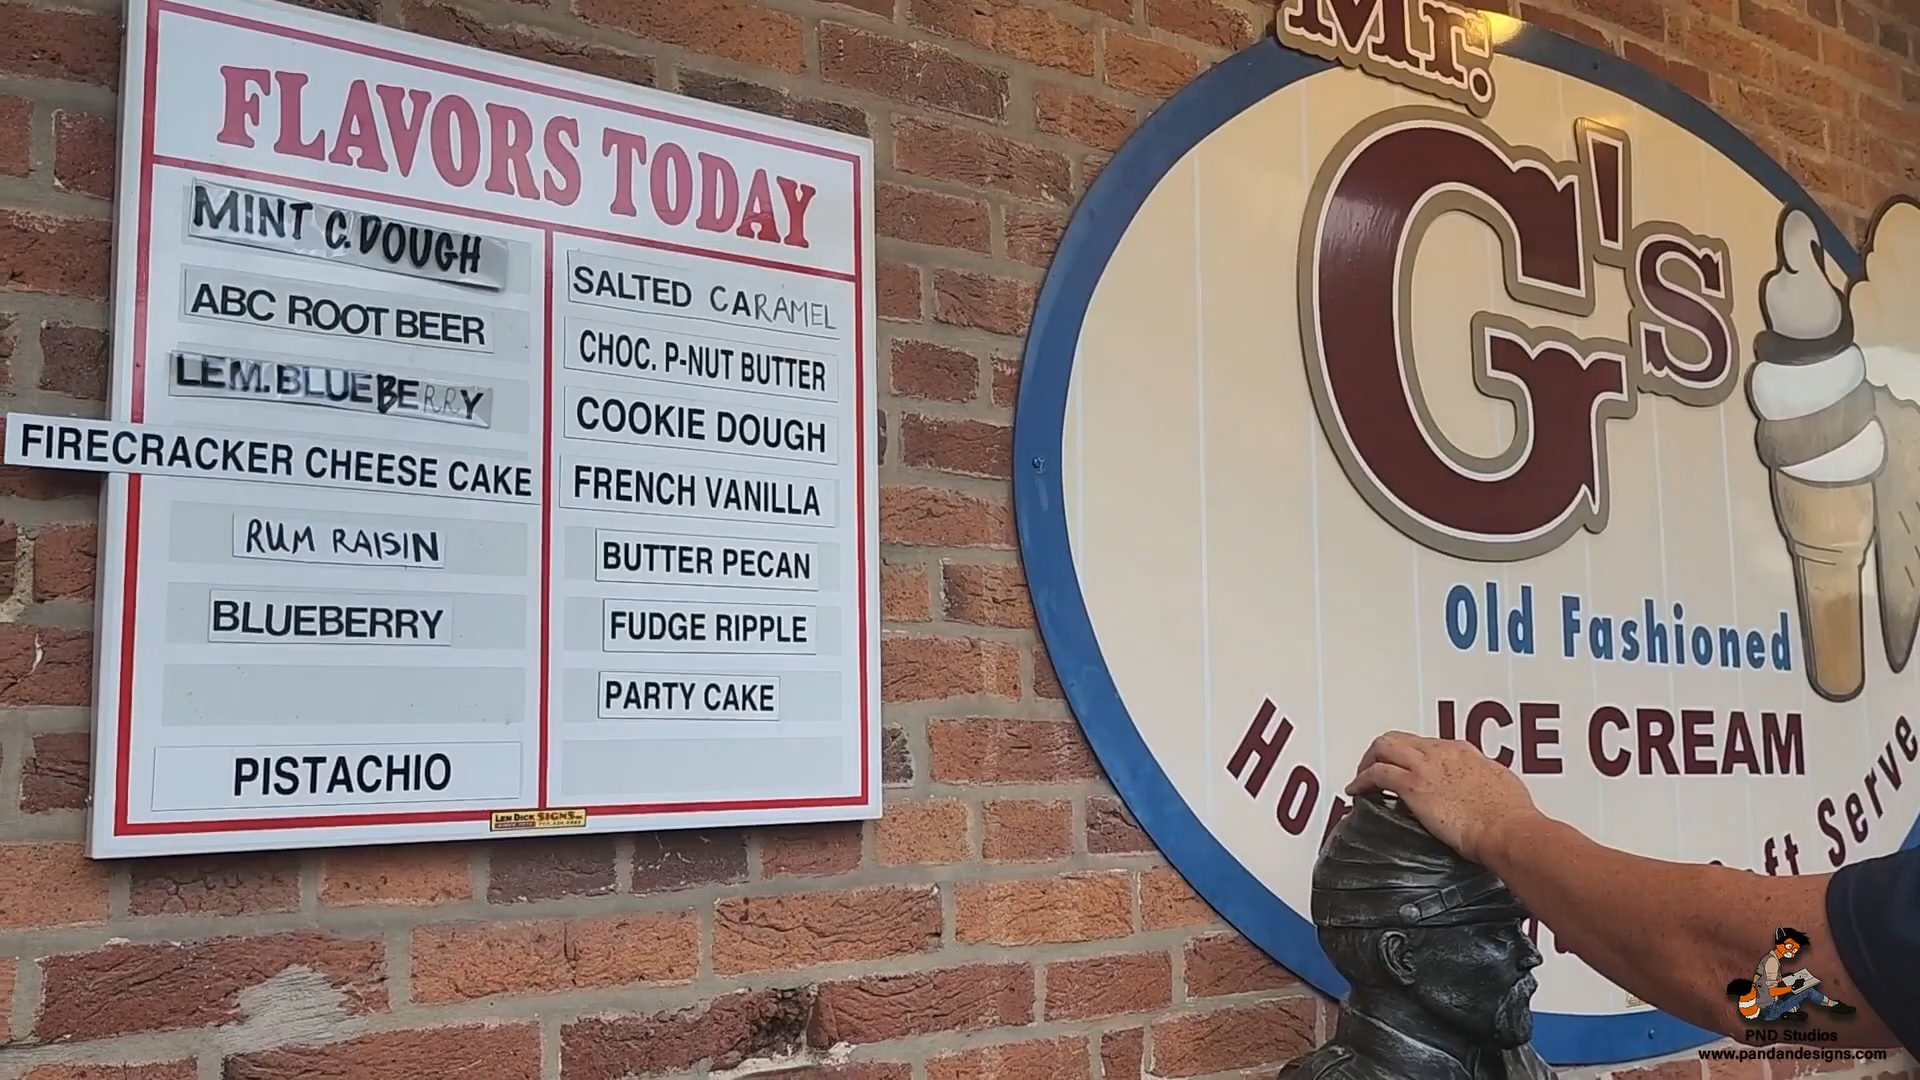 FLAVORS TODAY
MINT C. DOUGH
ABC ROOT BEER
LEM. BLUEBERRY
FIRECRACKER CHEESE CAKE
RUM RAISIN
BLUEBERRY
PISTACHIO
SALTED CARAMEL
CHOC. P-NUT BUTTER
COOKIE DOUGH
FRENCH VANILLA
BUTTER PECAN
FUDGE RIPPLE
PARTY CAKE
LEN DICK SIGNS
Mr.
G's
Old Fashioned
ICE CREAM
Serve
PND Studios
www.pandandesigns.com